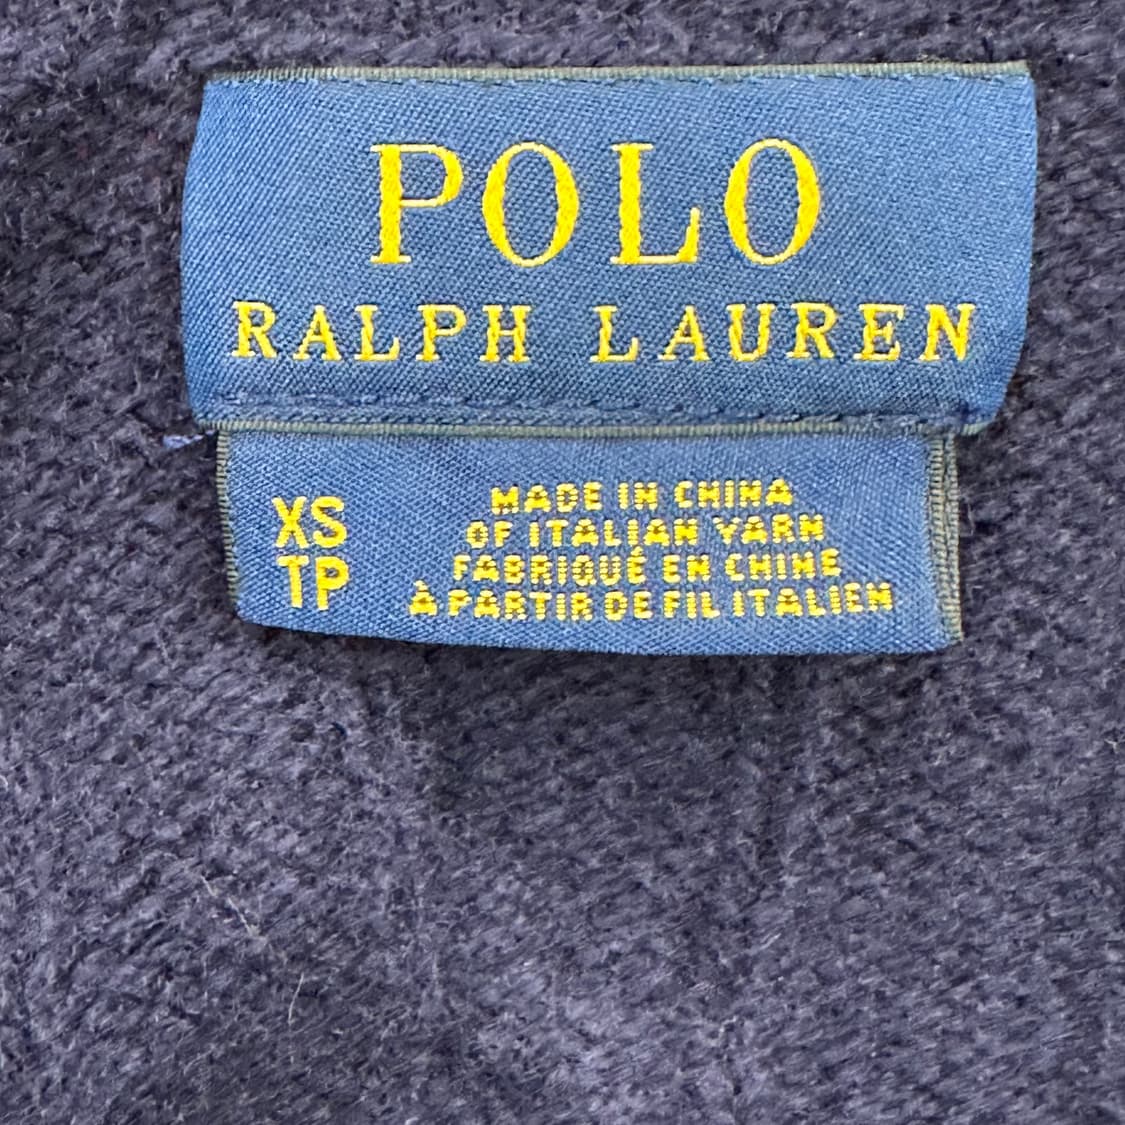 POLO
RALPH LAUREN
XS
TP
MADE IN CHINA
OF ITALIAN YARN
FABRIQUÉ EN CHINE
À PARTIR DE FIL ITALIEN